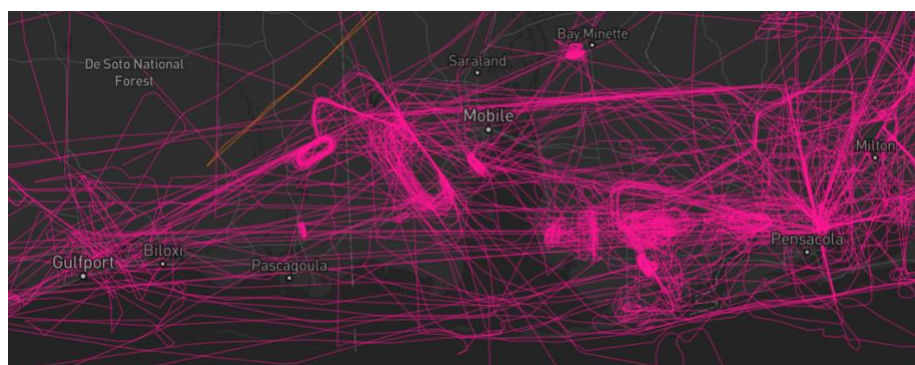 Bay Minette
De Soto National
Forest
Saraland
Mobile
Milton
Pensacola
Biloxi
Gulfport
Pascagoula